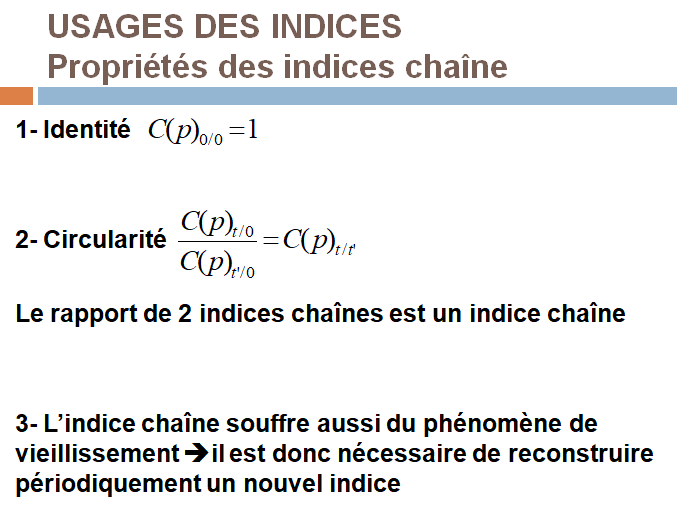 USAGES DES INDICES
Propriétés des indices chaîne
1- Identité C(p)0/0 =1
2- Circularité C(p)t/0 / C(p)t'/0 = C(p)t/t'
Le rapport de 2 indices chaînes est un indice chaîne
3- L’indice chaîne souffre aussi du phénomène de
vieillissement ➔il est donc nécessaire de reconstruire
périodiquement un nouvel indice